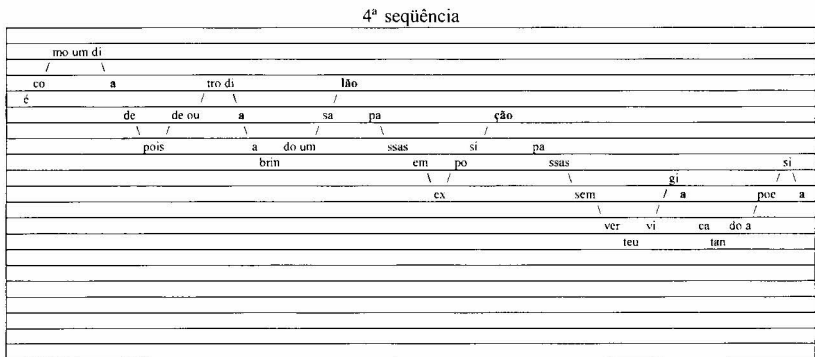 4ª seqüência
mo um di
co a tro di lão
é
de de ou a sa pa ção
pois a do um ssas si pa
brin em po ssas si
gi
ex sem a poe a
ver vi ca do a
teu tan